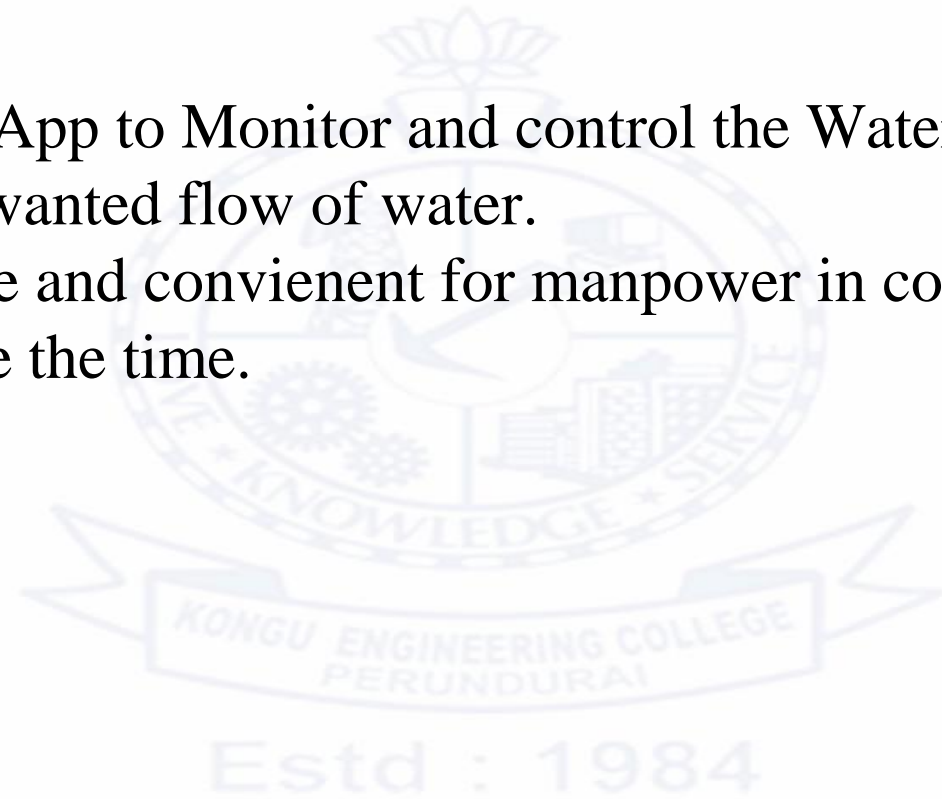 App to Monitor and control the Wate
wanted flow of water.
e and convienent for manpower in co
e the time.
KNOWLEDGE ★ SERVICE
KONGU ENGINEERING COLLEGE
PERUNDURAI
Estd : 1984